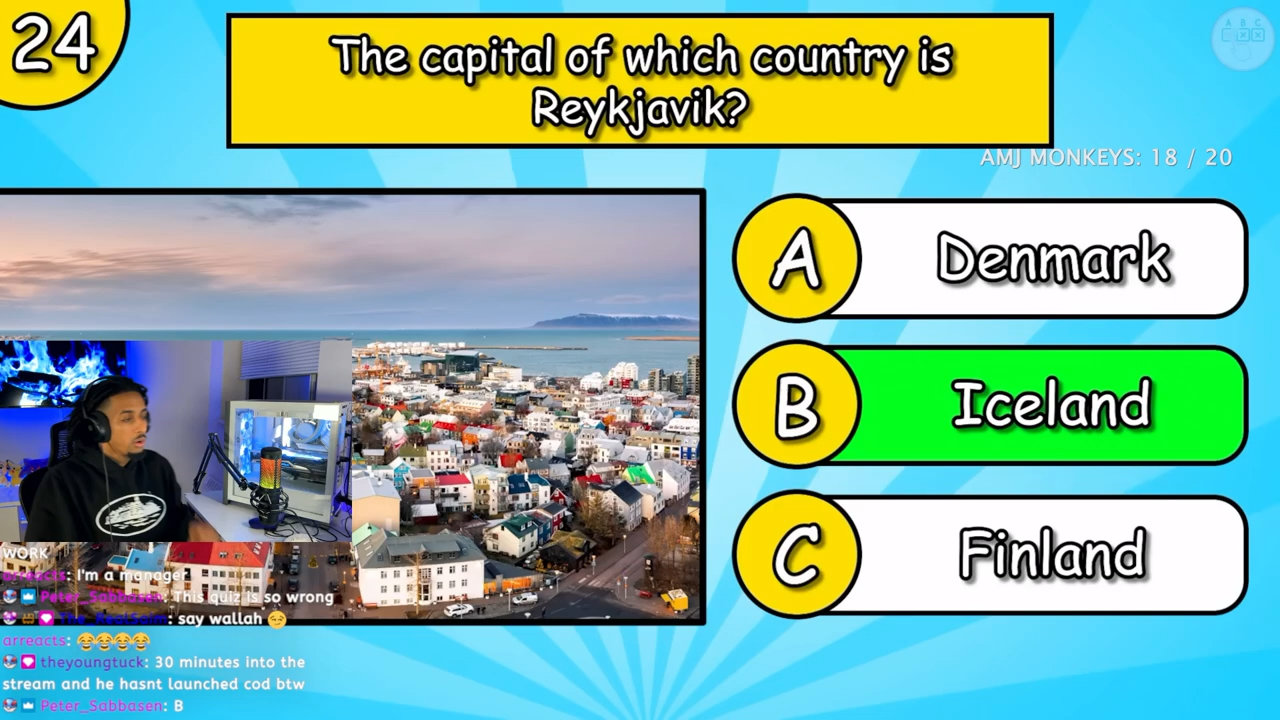 24
The capital of which country is
Reykjavik?
AMJ MONKEYS: 18 / 20
A Denmark
B Iceland
C Finland
WORK
arreacts: I'm a manager
Peter_Sabbasen: This quiz is so wrong
The_RealSaim: say wallah 😏
arreacts: 😂😂😂😂
theyoungtuck: 30 minutes into the
stream and he hasnt launched cod btw
Peter_Sabbasen: B